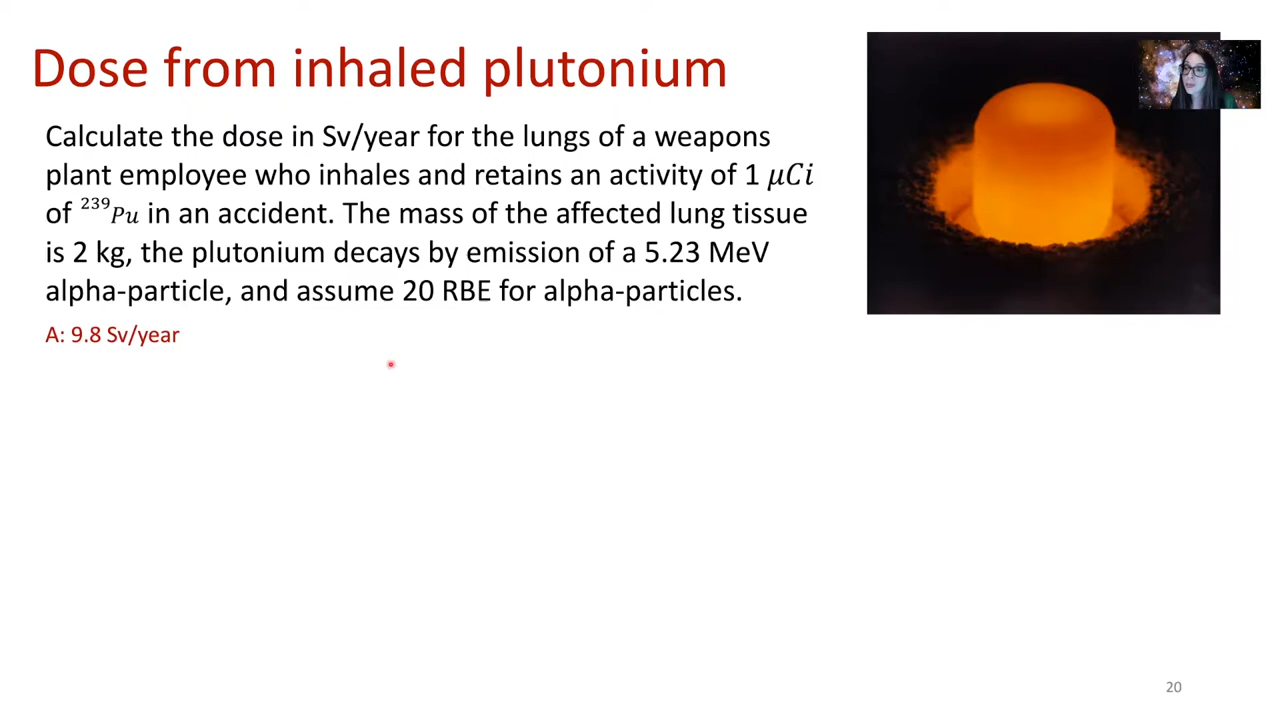 Dose from inhaled plutonium
Calculate the dose in Sv/year for the lungs of a weapons
plant employee who inhales and retains an activity of 1 μCi
of ²³⁹Pu in an accident. The mass of the affected lung tissue
is 2 kg, the plutonium decays by emission of a 5.23 MeV
alpha-particle, and assume 20 RBE for alpha-particles.
A: 9.8 Sv/year
20